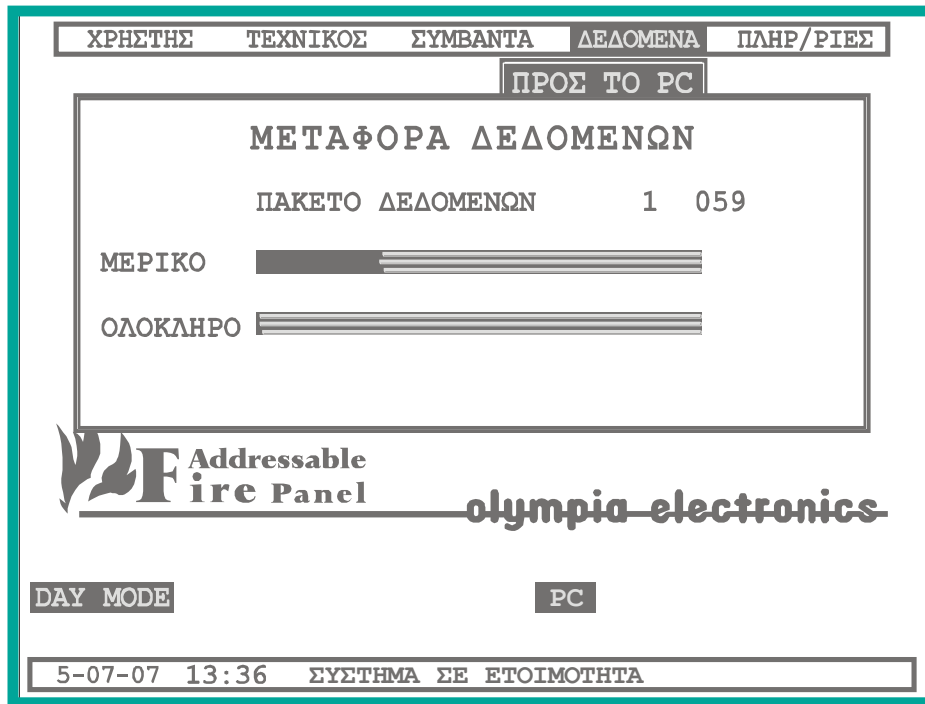 ΧΡΗΣΤΗΣ ΤΕΧΝΙΚΟΣ ΣΥΜΒΑΝΤΑ ΔΕΔΟΜΕΝΑ ΠΛΗΡ/ΡΙΕΣ
ΠΡΟΣ ΤΟ PC
ΜΕΤΑΦΟΡΑ ΔΕΔΟΜΕΝΩΝ
ΠΑΚΕΤΟ ΔΕΔΟΜΕΝΩΝ 1 059
ΜΕΡΙΚΟ
ΟΛΟΚΛΗΡΟ
Addressable
Fire Panel
olympia electronics
DAY MODE PC
5-07-07 13:36 ΣΥΣΤΗΜΑ ΣΕ ΕΤΟΙΜΟΤΗΤΑ